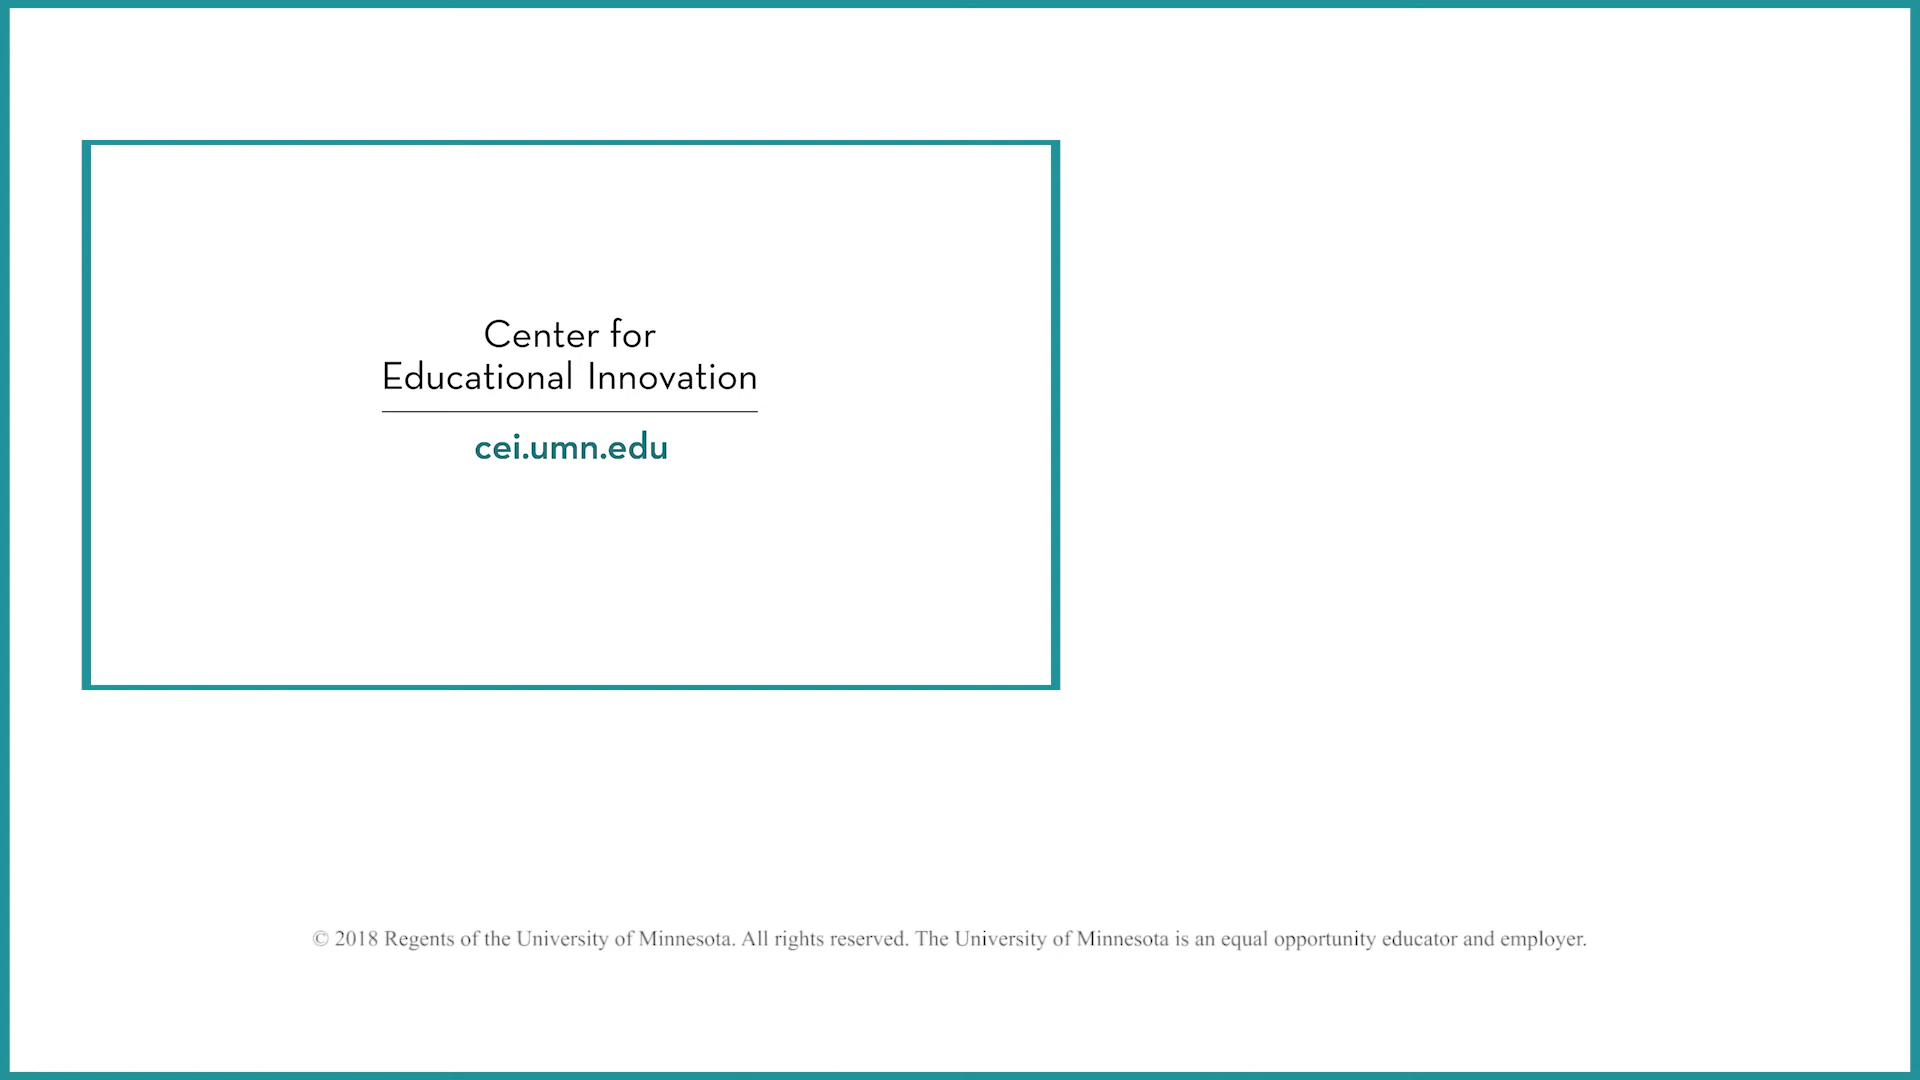 Center for
Educational Innovation
cei.umn.edu
© 2018 Regents of the University of Minnesota. All rights reserved. The University of Minnesota is an equal opportunity educator and employer.